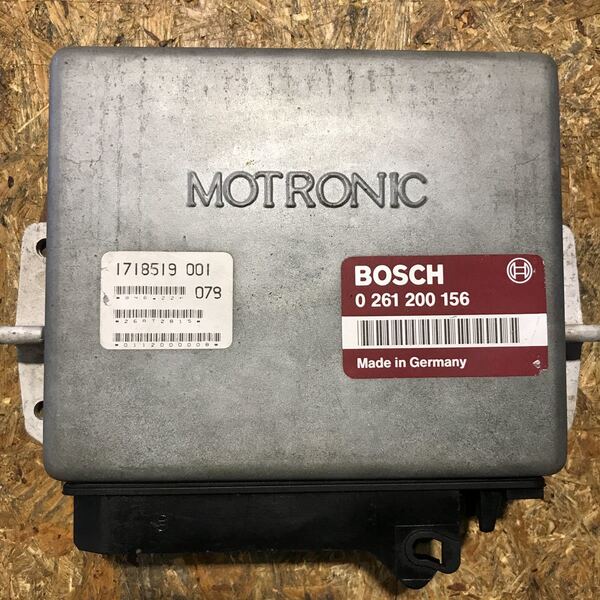 MOTRONIC
1718519 001
079
BOSCH
0 261 200 156
Made in Germany